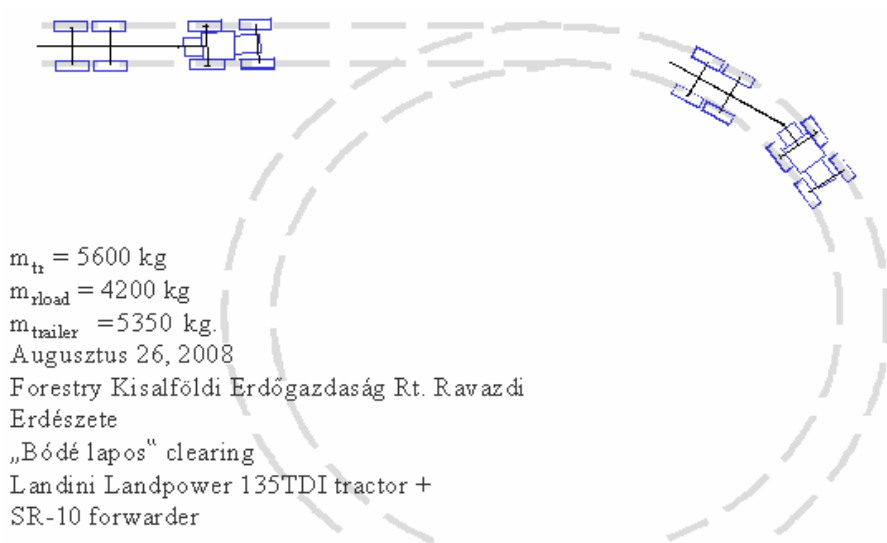 m_tr = 5600 kg
m_rload = 4200 kg
m_trailer =5350 kg.
Augusztus 26, 2008
Forestry Kisalföldi Erdőgazdaság Rt. Ravazdi
Erdészete
„Bódé lapos“ clearing
Landini Landpower 135TDI tractor +
SR-10 forwarder